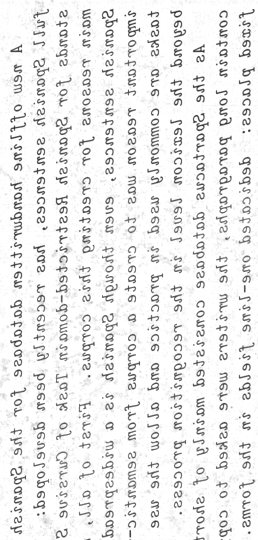 A new offline handwritten database for the Spanish
full Spanish sentences, has recently been developed:
stands for Spanish Restricted-domain Task of Cursive S
main reasons for creating this corpus. First of all,
Spanish sentences, even though Spanish is a widespread
important reason was to create a corpus from semantic-
tasks are commonly used in practice and allow the use
beyond the lexicon level in the recognition process.
As the Spartacus database consisted mainly of short
contain long paragraphs, the writers were asked to cop
fixed places: dedicated one-line fields in the forms.